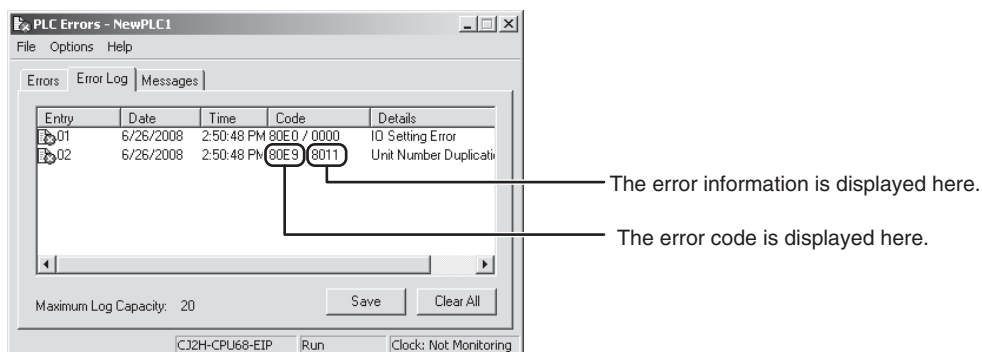 PLC Errors - NewPLC1
File Options Help
Errors Error Log Messages
Entry Date Time Code Details
01 6/26/2008 2:50:48 PM 80E0 / 0000 IO Setting Error
02 6/26/2008 2:50:48 PM 80E9 8011 Unit Number Duplicati
The error information is displayed here.
The error code is displayed here.
Maximum Log Capacity: 20 Save Clear All
CJ2H-CPU68-EIP Run Clock: Not Monitoring